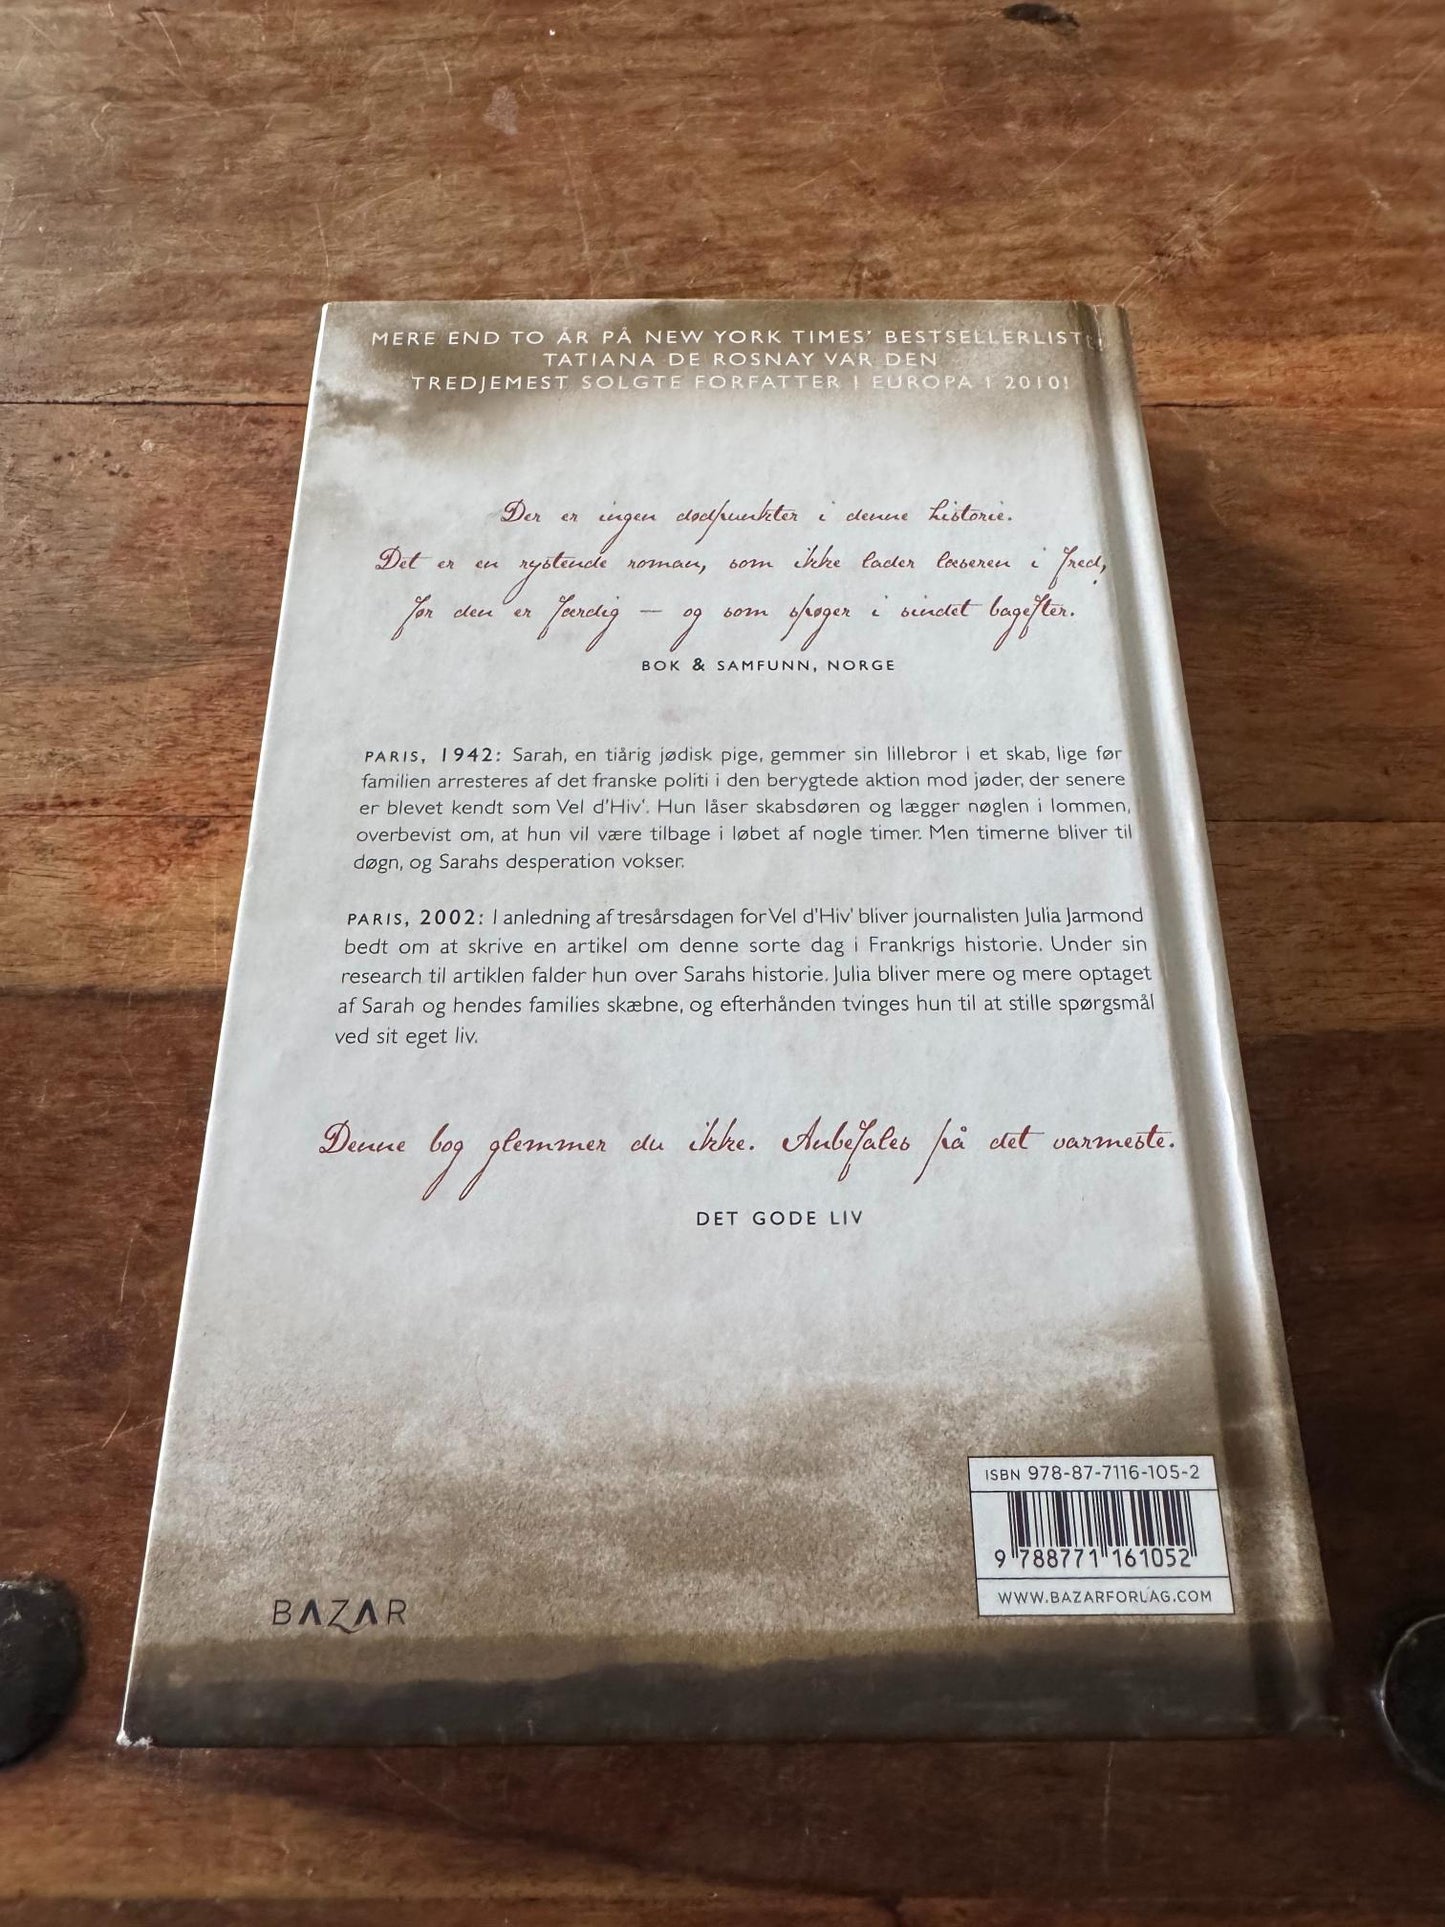 MERE END TO ÅR PÅ NEW YORK TIMES' BESTSELLERLISTE
TATIANA DE ROSNAY VAR DEN
TREDJEMEST SOLGTE FORFATTER I EUROPA I 2010!
Der er ingen dødpunkter i denne historie.
Det er en rystende roman, som ikke lader læseren i fred,
før den er færdig — og som spøger i sindet bagefter.
BOK & SAMFUNN, NORGE
PARIS, 1942: Sarah, en tiårig jødisk pige, gemmer sin lillebror i et skab, lige før
familien arresteres af det franske politi i den berygtede aktion mod jøder, der senere
er blevet kendt som Vel d'Hiv'. Hun låser skabsdøren og lægger nøglen i lommen,
overbevist om, at hun vil være tilbage i løbet af nogle timer. Men timerne bliver til
døgn, og Sarahs desperation vokser.
PARIS, 2002: I anledning af tresårsdagen for Vel d'Hiv' bliver journalisten Julia Jarmond
bedt om at skrive en artikel om denne sorte dag i Frankrigs historie. Under sin
research til artiklen falder hun over Sarahs historie. Julia bliver mere og mere optaget
af Sarah og hendes families skæbne, og efterhånden tvinges hun til at stille spørgsmål
ved sit eget liv.
Denne bog glemmer du ikke. Anbefales på det varmeste.
DET GODE LIV
ISBN 978-87-7116-105-2
9 788771 161052
WWW.BAZARFORLAG.COM
BAZAR